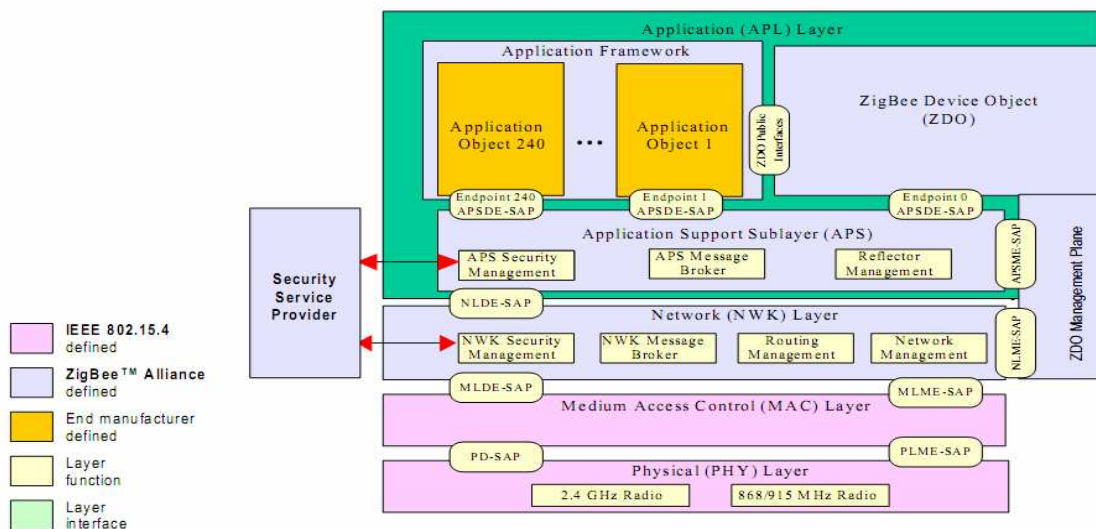 Application (APL) Layer
Application Framework
Application
Object 240
...
Application
Object 1
ZDO Public
Interfaces
ZigBee Device Object
(ZDO)
Endpoint 240
APSDE-SAP
Endpoint 1
APSDE-SAP
Endpoint 0
APSDE-SAP
Application Support Sublayer (APS)
APS Security
Management
APS Message
Broker
Reflector
Management
APSME-SAP
ZDO Management Plane
Security
Service
Provider
NLDE-SAP
Network (NWK) Layer
NWK Security
Management
NWK Message
Broker
Routing
Management
Network
Management
NLME-SAP
MLDE-SAP
MLME-SAP
Medium Access Control (MAC) Layer
PD-SAP
PLME-SAP
Physical (PHY) Layer
2.4 GHz Radio
868/915 MHz Radio
IEEE 802.15.4
defined
ZigBee™ Alliance
defined
End manufacturer
defined
Layer
function
Layer
interface